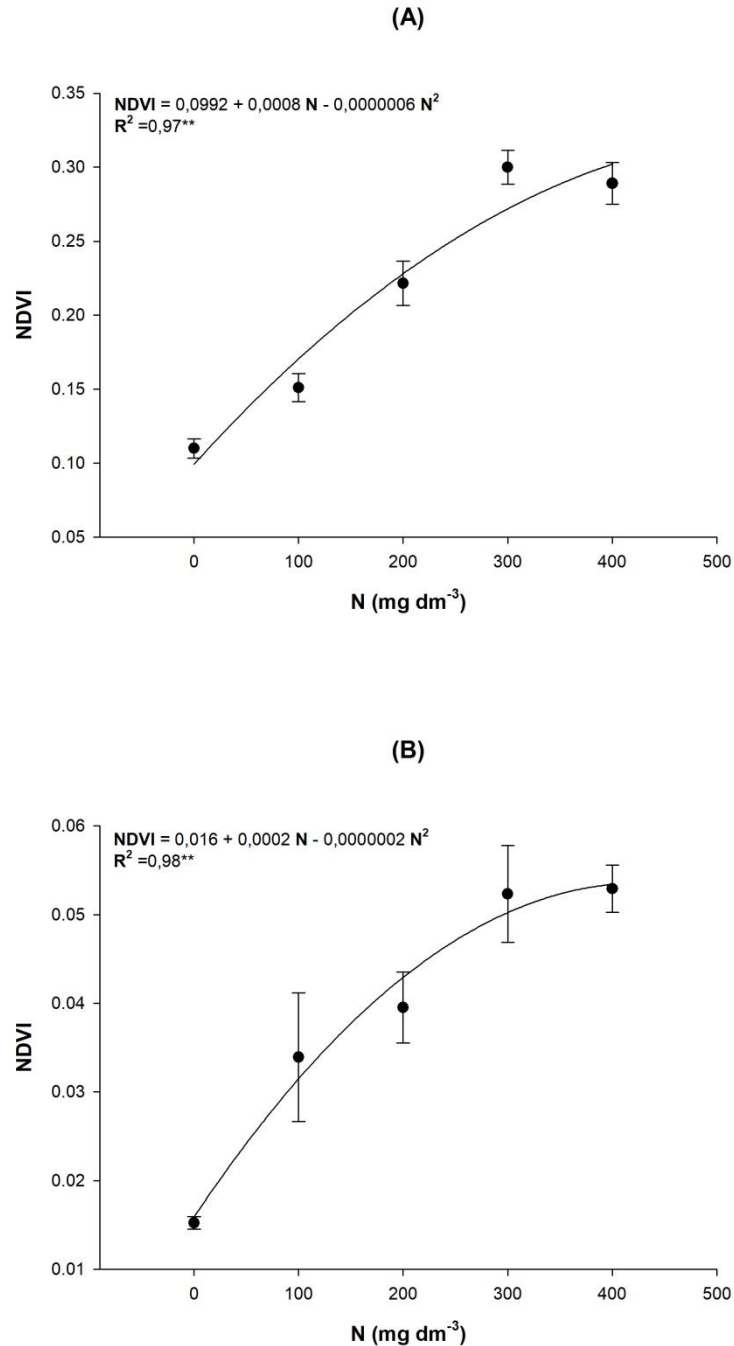 (A)
NDVI = 0,0992 + 0,0008 N - 0,0000006 N²
R² =0,97**
0.35
0.30
0.25
0.20
0.15
0.10
0.05
NDVI
0 100 200 300 400 500
N (mg dm⁻³)
(B)
NDVI = 0,016 + 0,0002 N - 0,0000002 N²
R² =0,98**
0.06
0.05
0.04
0.03
0.02
0.01
NDVI
0 100 200 300 400 500
N (mg dm⁻³)